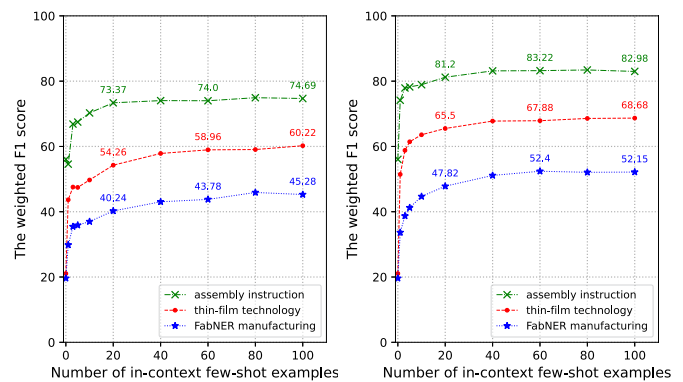 The weighted F1 score
100
80
60
40
20
0
73.37
74.0
74.69
54.26
58.96
60.22
40.24
43.78
45.28
assembly instruction
thin-film technology
FabNER manufacturing
0 20 40 60 80 100
Number of in-context few-shot examples
The weighted F1 score
100
80
60
40
20
0
81.2
83.22
82.98
65.5
67.88
68.68
47.82
52.4
52.15
assembly instruction
thin-film technology
FabNER manufacturing
0 20 40 60 80 100
Number of in-context few-shot examples